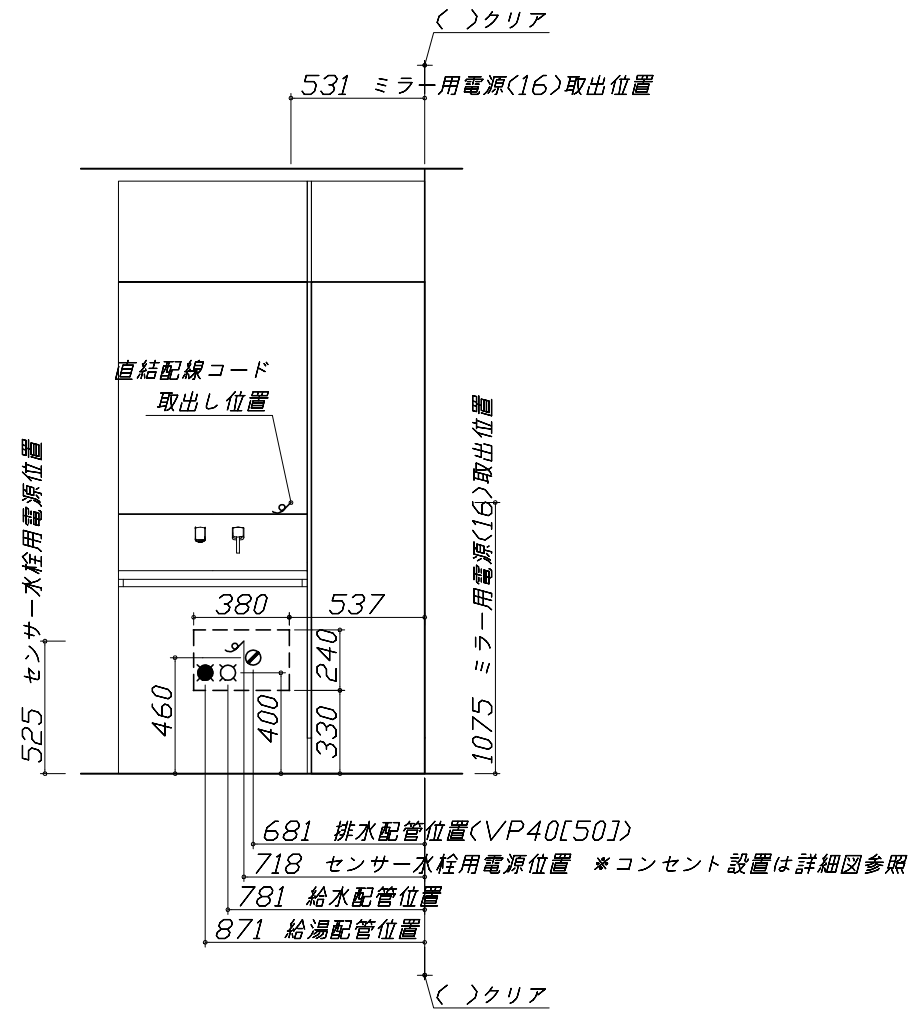 ( )クリア
531 ミラー用電源(16)取出位置
直結配線コード
取出し位置
525 センサー水栓用電源位置
1075 ミラー用電源(16)取出位置
380
537
240
460
400
330
681 排水配管位置(VP40[50])
718 センサー水栓用電源位置 ※コンセント設置は詳細図参照
781 給水配管位置
871 給湯配管位置
( )クリア